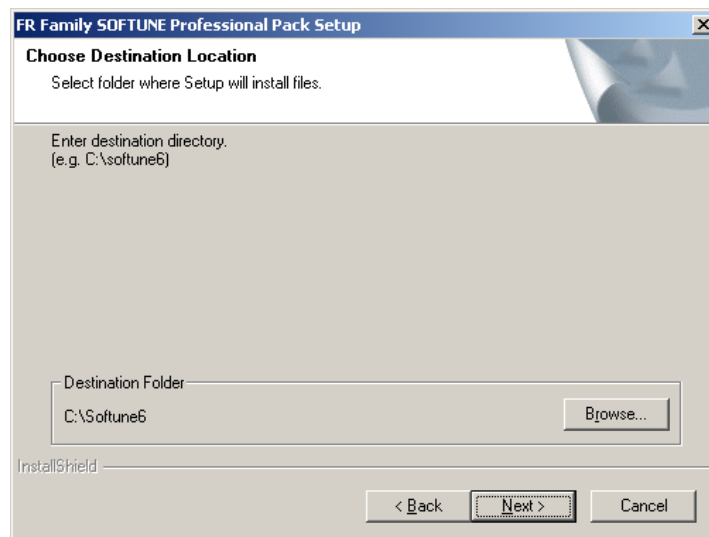 FR Family SOFTUNE Professional Pack Setup
Choose Destination Location
Select folder where Setup will install files.
Enter destination directory.
(e.g. C:\softune6)
Destination Folder
C:\Softune6
Browse...
InstallShield
< Back
Next >
Cancel